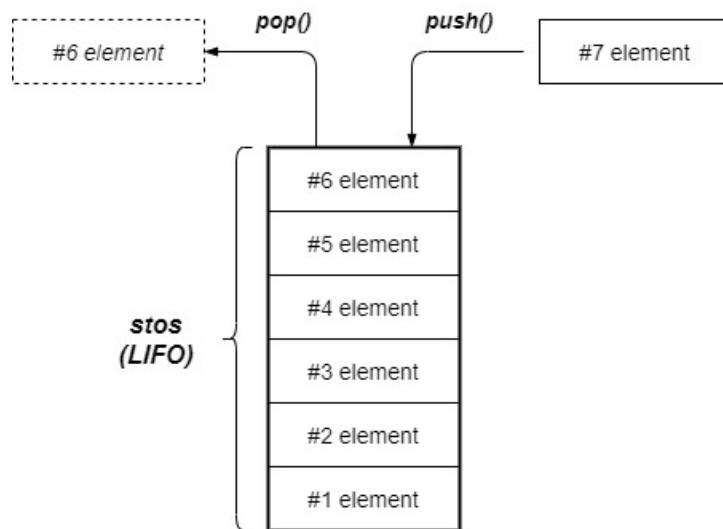 pop()
push()
#6 element
#7 element
#6 element
#5 element
#4 element
stos
(LIFO)
#3 element
#2 element
#1 element